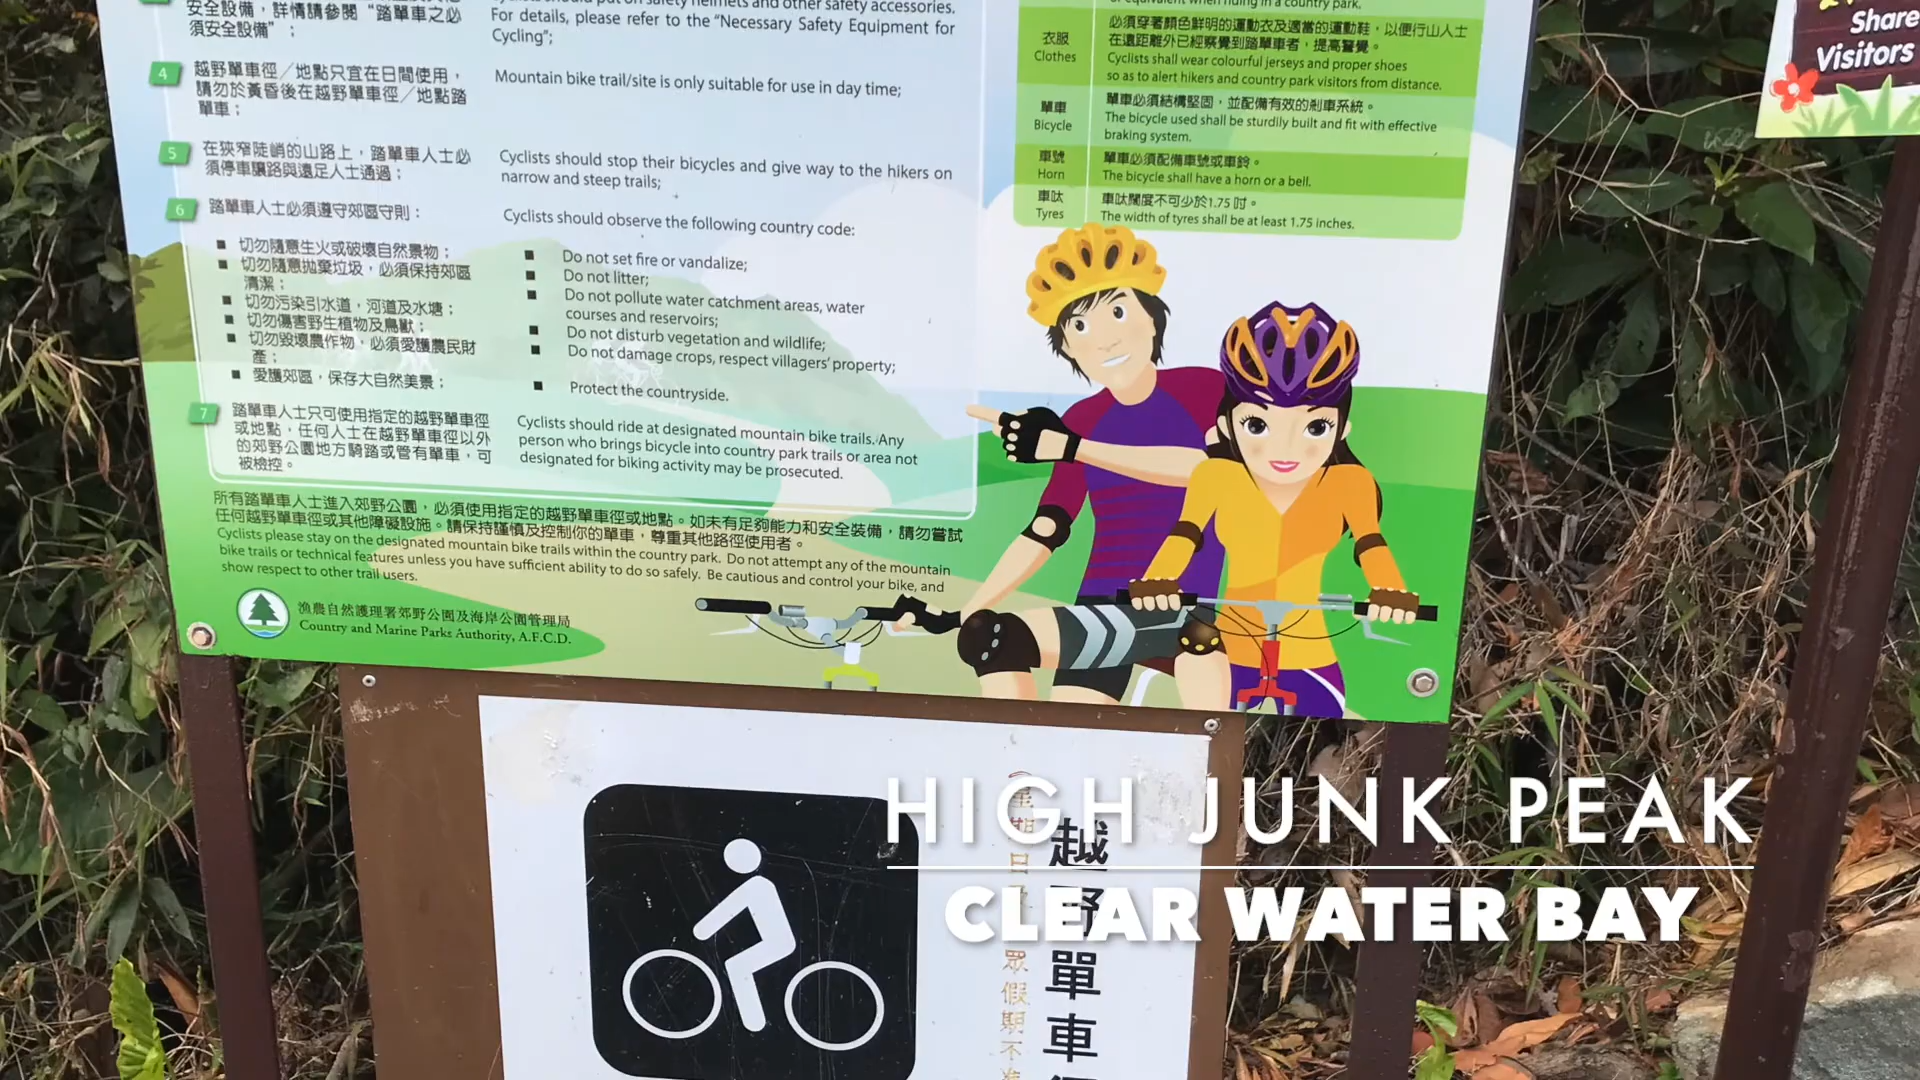 安全設備，詳情請參閱“踏單車之必
須安全設備”；
For details, please refer to the “Necessary Safety Equipment for
Cycling”;
4
越野單車徑／地點只宜在日間使用，
請勿於黃昏後在越野單車徑／地點踏
單車；
Mountain bike trail/site is only suitable for use in day time;
5
在狹窄陡峭的山路上，踏單車人士必
須停車讓路與遠足人士通過；
Cyclists should stop their bicycles and give way to the hikers on
narrow and steep trails;
6
踏單車人士必須遵守郊區守則：
Cyclists should observe the following country code:
■ 切勿隨意生火或破壞自然景物；
■ 切勿隨意拋棄垃圾，必須保持郊區
清潔；
■ 切勿污染引水道，河道及水塘；
■ 切勿傷害野生植物及鳥獸；
■ 切勿毀壞農作物，必須愛護農民財
產；
■ 愛護郊區，保存大自然美景；
■ Do not set fire or vandalize;
■ Do not litter;
■ Do not pollute water catchment areas, water
courses and reservoirs;
■ Do not disturb vegetation and wildlife;
■ Do not damage crops, respect villagers’ property;
■ Protect the countryside.
7
踏單車人士只可使用指定的越野單車徑
或地點，任何人士在越野單車徑以外
的郊野公園地方騎踏或管有單車，可
被檢控。
Cyclists should ride at designated mountain bike trails. Any
person who brings bicycle into country park trails or area not
designated for biking activity may be prosecuted.
所有踏單車人士進入郊野公園，必須使用指定的越野單車徑或地點。如未有足夠能力和安全裝備，請勿嘗試
任何越野單車徑或其他障礙設施。請保持謹慎及控制你的單車，尊重其他路徑使用者。
Cyclists please stay on the designated mountain bike trails within the country park. Do not attempt any of the mountain
bike trails or technical features unless you have sufficient ability to do so safely. Be cautious and control your bike, and
show respect to other trail users.
漁農自然護理署郊野公園及海岸公園管理局
Country and Marine Parks Authority, A.F.C.D.
衣服
Clothes
必須穿著顏色鮮明的運動衣及適當的運動鞋，以便行山人士
在遠距離外已經察覺到踏單車者，提高警覺。
Cyclists shall wear colourful jerseys and proper shoes
so as to alert hikers and country park visitors from distance.
單車
Bicycle
單車必須結構堅固，並配備有效的剎車系統。
The bicycle used shall be sturdily built and fit with effective
braking system.
車號
Horn
單車必須配備車號或車鈴。
The bicycle shall have a horn or a bell.
車呔
Tyres
車呔闊度不可少於1.75 吋。
The width of tyres shall be at least 1.75 inches.
Share
Visitors
越野單車
HIGH JUNK PEAK
CLEAR WATER BAY